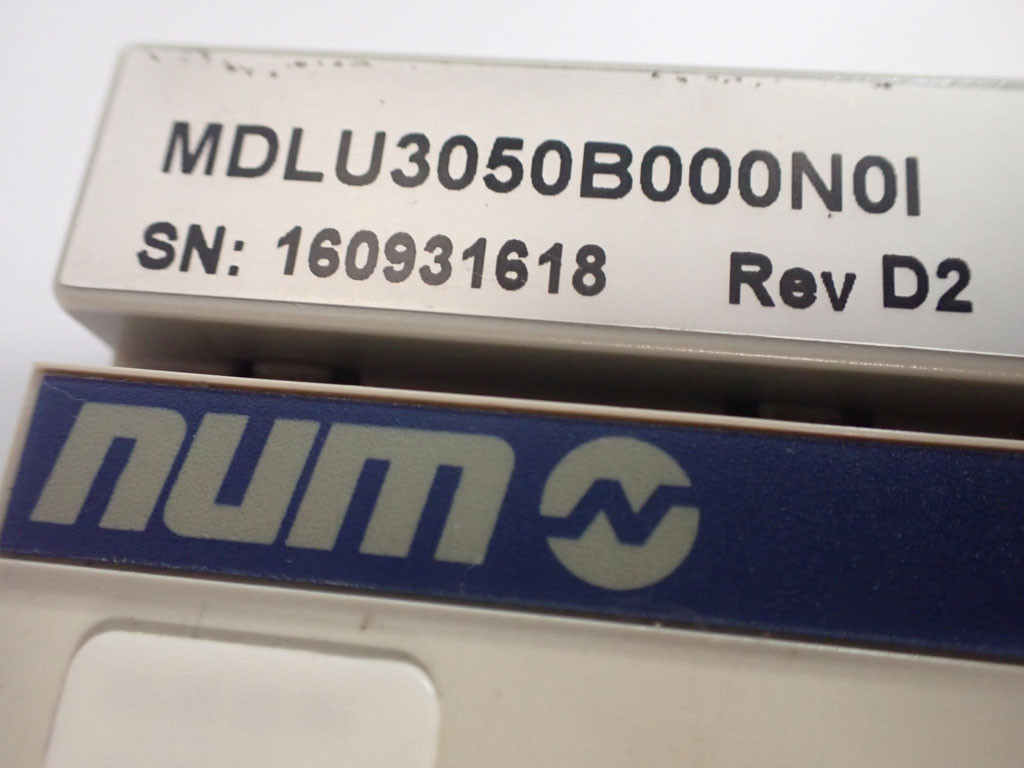 MDLU3050B000N0I
SN: 160931618 Rev D2
num